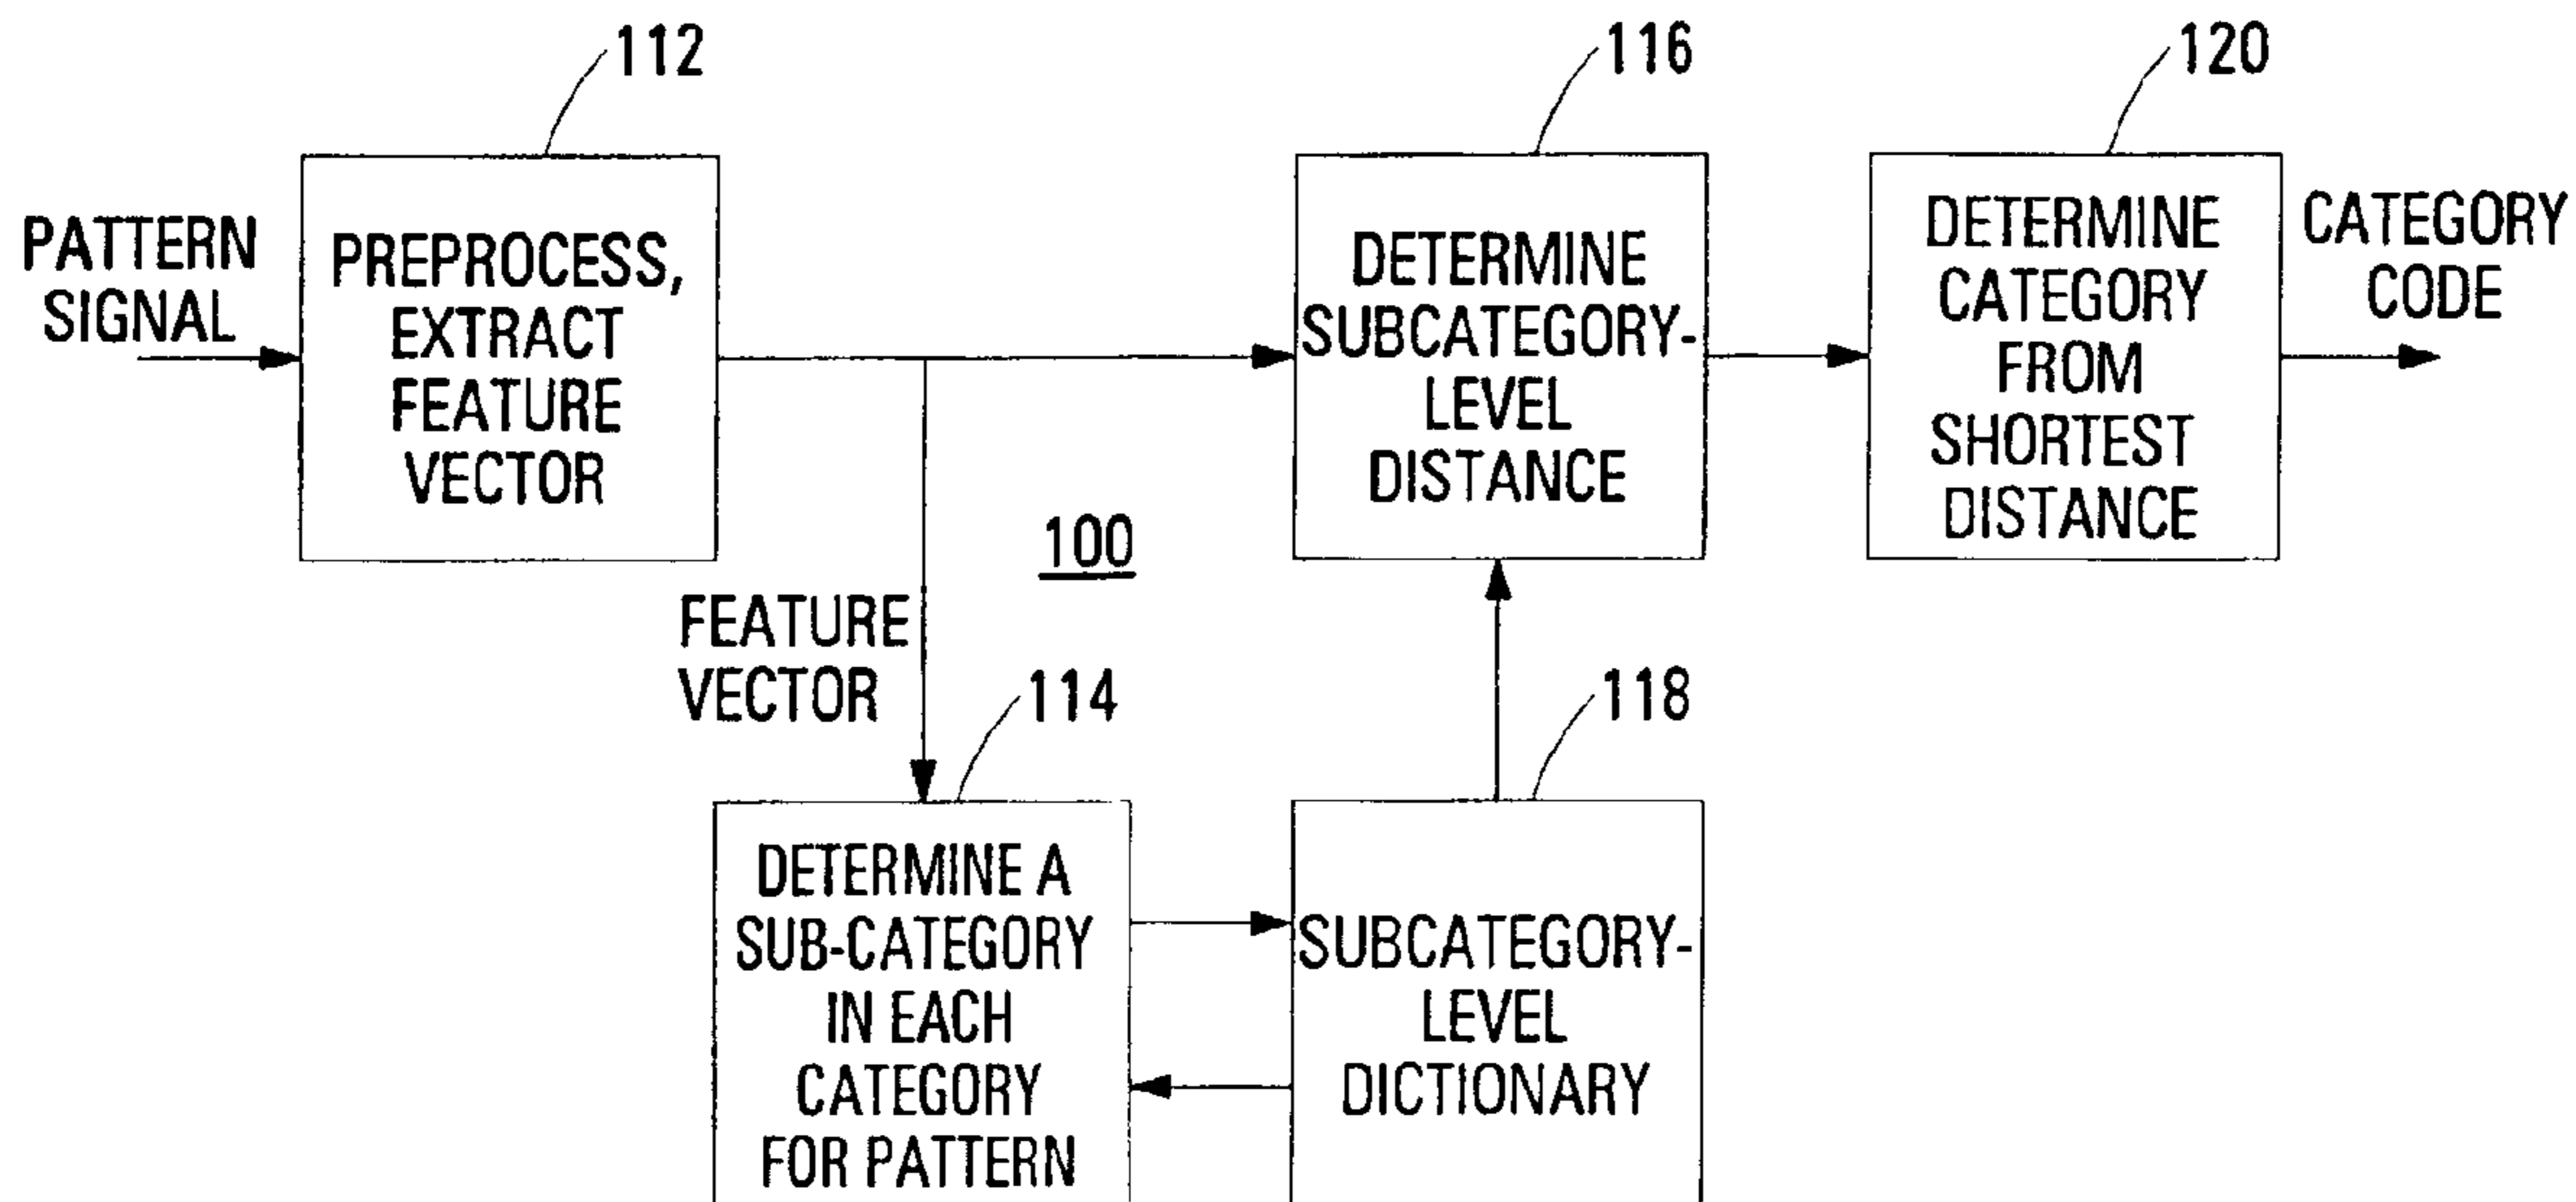 112
116
120
PATTERN
SIGNAL
PREPROCESS,
EXTRACT
FEATURE
VECTOR
DETERMINE
SUBCATEGORY-
LEVEL
DISTANCE
DETERMINE
CATEGORY
FROM
SHORTEST
DISTANCE
CATEGORY
CODE
100
FEATURE
VECTOR
114
118
DETERMINE A
SUB-CATEGORY
IN EACH
CATEGORY
FOR PATTERN
SUBCATEGORY-
LEVEL
DICTIONARY